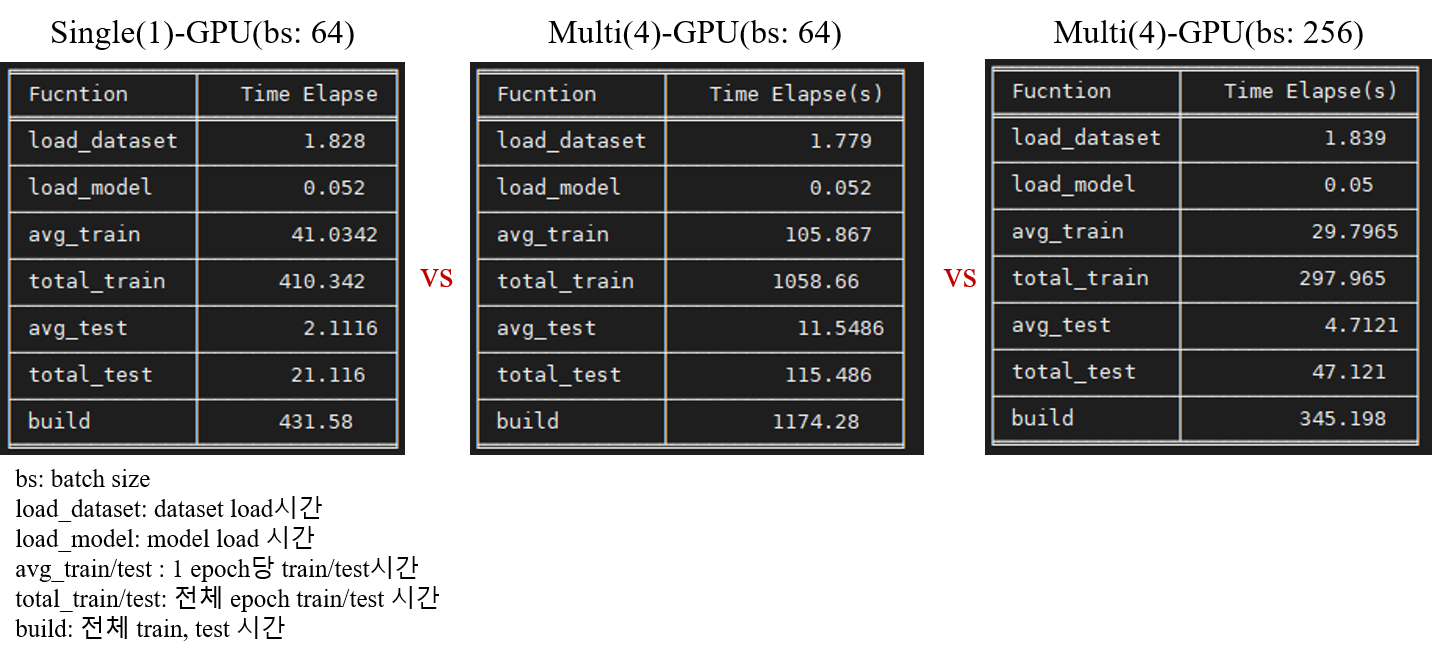 Single(1)-GPU(bs: 64)
Fucntion Time Elapse
load_dataset 1.828
load_model 0.052
avg_train 41.0342
total_train 410.342
avg_test 2.1116
total_test 21.116
build 431.58
vs
Multi(4)-GPU(bs: 64)
Fucntion Time Elapse(s)
load_dataset 1.779
load_model 0.052
avg_train 105.867
total_train 1058.66
avg_test 11.5486
total_test 115.486
build 1174.28
vs
Multi(4)-GPU(bs: 256)
Fucntion Time Elapse(s)
load_dataset 1.839
load_model 0.05
avg_train 29.7965
total_train 297.965
avg_test 4.7121
total_test 47.121
build 345.198
bs: batch size
load_dataset: dataset load시간
load_model: model load 시간
avg_train/test : 1 epoch당 train/test시간
total_train/test: 전체 epoch train/test 시간
build: 전체 train, test 시간